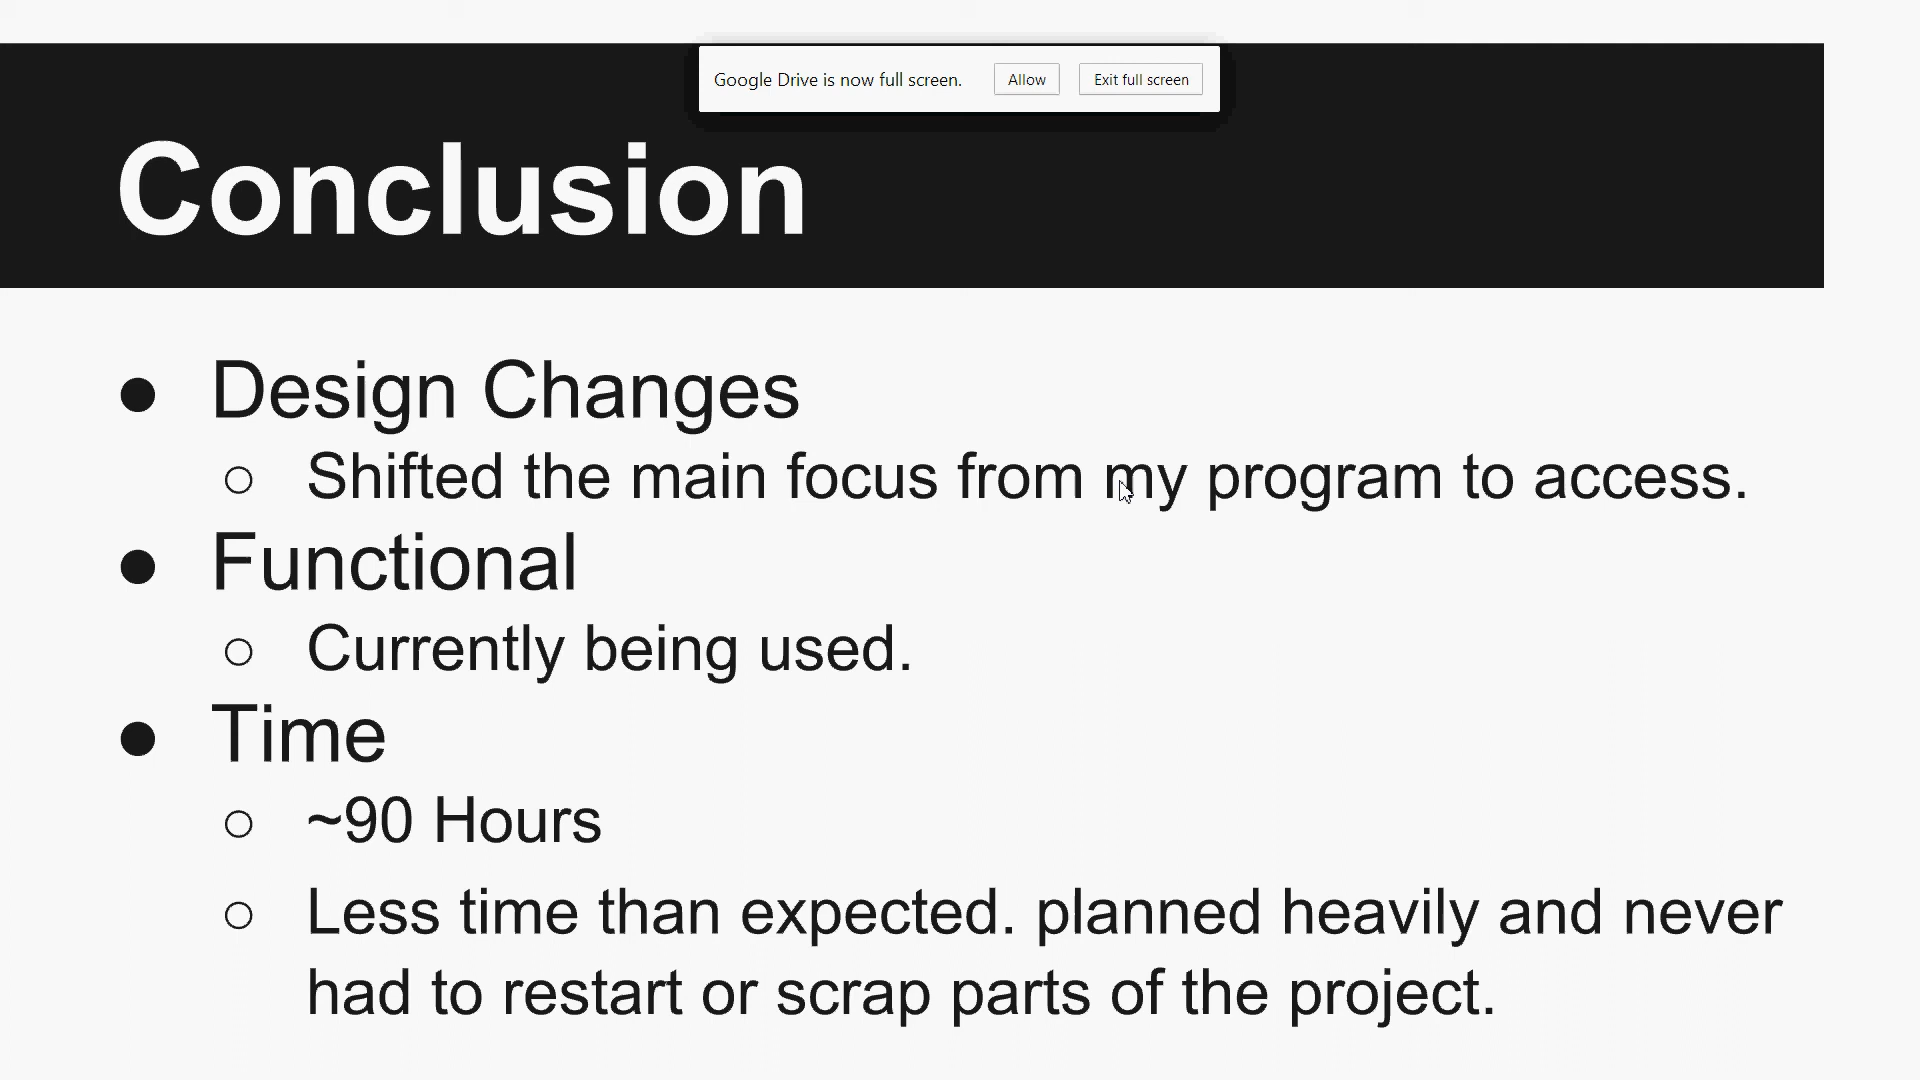 Google Drive is now full screen. Allow Exit full screen
Conclusion
● Design Changes
○ Shifted the main focus from my program to access.
● Functional
○ Currently being used.
● Time
○ ~90 Hours
○ Less time than expected. planned heavily and never
had to restart or scrap parts of the project.